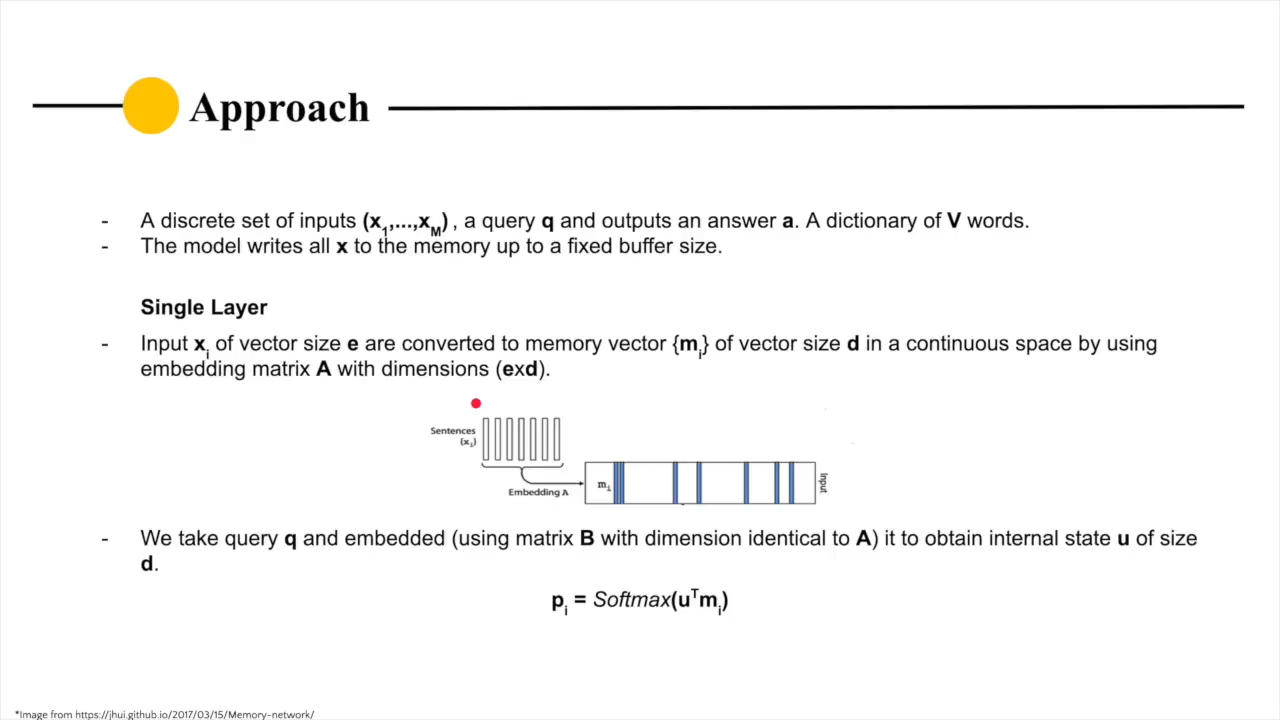 Approach
- A discrete set of inputs (x1,...,xM) , a query q and outputs an answer a. A dictionary of V words.
- The model writes all x to the memory up to a fixed buffer size.
Single Layer
- Input xi of vector size e are converted to memory vector {mi} of vector size d in a continuous space by using
embedding matrix A with dimensions (exd).
Sentences
(xi)
Embedding A
mi
Input
- We take query q and embedded (using matrix B with dimension identical to A) it to obtain internal state u of size
d.
pi = Softmax(uTmi)
*Image from https://jhui.github.io/2017/03/15/Memory-network/